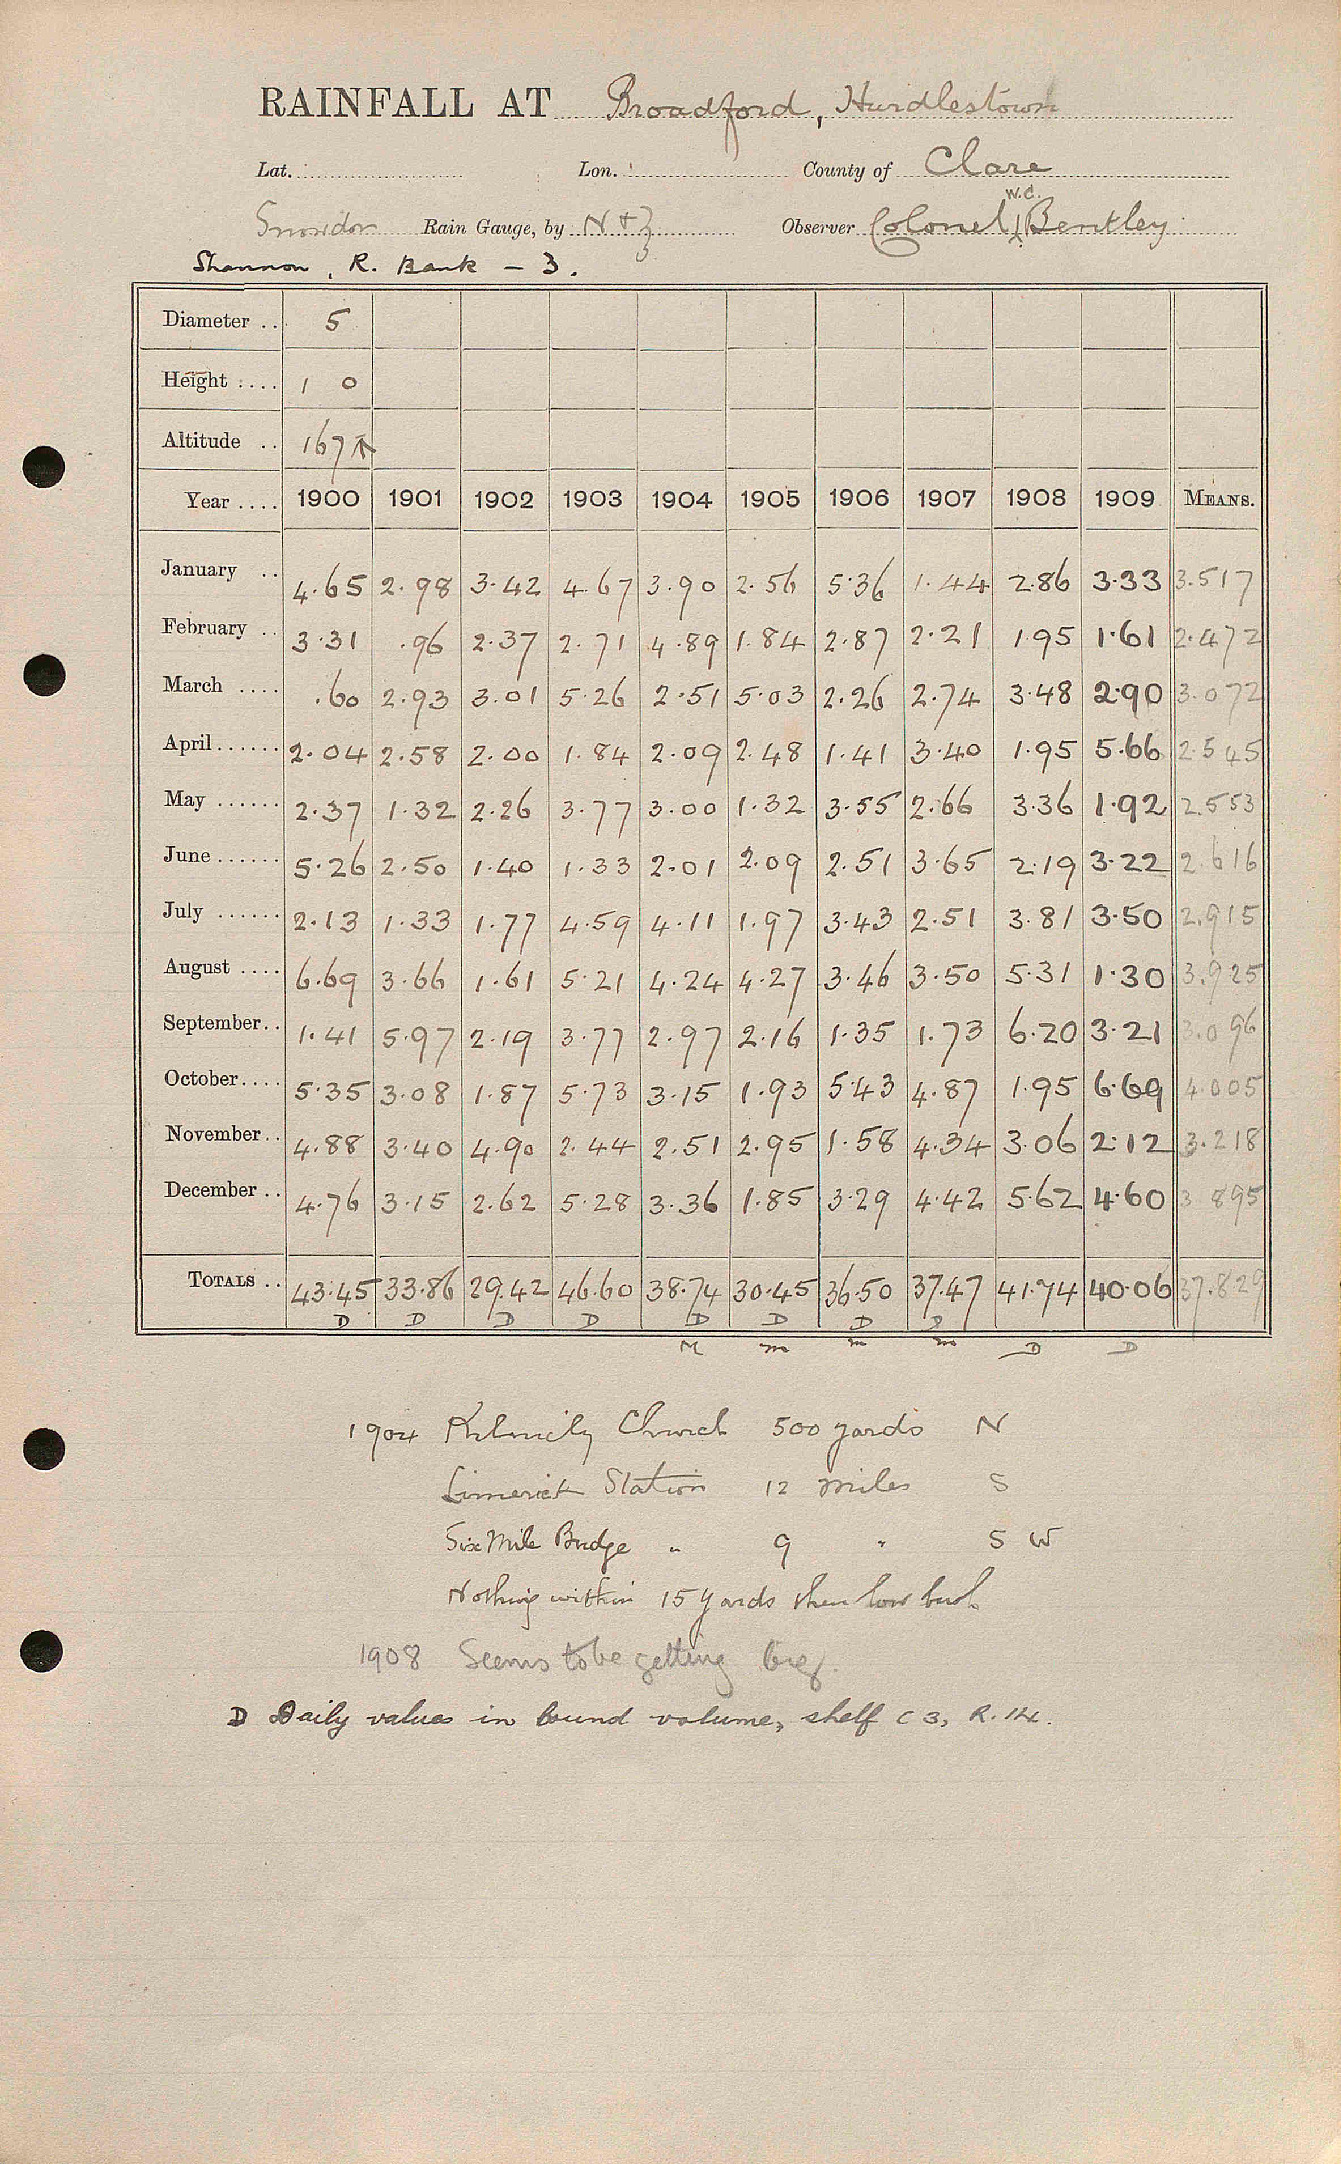 RAINFALL AT Broadford, Hurdlestown
Lat. Lon. County of Clare
W.C.
Snowdon Rain Gauge, by N + Z Observer Colonel Bentley
Shannon, R. Bank - 3.
Diameter .. 5
Height .... 1 0
Altitude .. 167
Year .... 1900 1901 1902 1903 1904 1905 1906 1907 1908 1909 MEANS.
January .. 4.65 2.98 3.42 4.67 3.90 2.56 5.36 1.44 2.86 3.33 3.517
February .. 3.31 .96 2.37 2.71 4.89 1.84 2.87 2.21 1.95 1.61 2.472
March .... .60 2.93 3.01 5.26 2.51 5.03 2.26 2.74 3.48 2.90 3.072
April...... 2.04 2.58 2.00 1.84 2.09 2.48 1.41 3.40 1.95 5.66 2.545
May ...... 2.37 1.32 2.26 3.77 3.00 1.32 3.55 2.66 3.36 1.92 2.553
June...... 5.26 2.50 1.40 1.33 2.01 2.09 2.51 3.65 2.19 3.22 2.616
July ...... 2.13 1.33 1.77 4.59 4.11 1.97 3.43 2.51 3.81 3.50 2.915
August .... 6.69 3.66 1.61 5.21 4.24 4.27 3.46 3.50 5.31 1.30 3.925
September.. 1.41 5.97 2.19 3.77 2.97 2.16 1.35 1.73 6.20 3.21 3.096
October.... 5.35 3.08 1.87 5.73 3.15 1.93 5.43 4.87 1.95 6.69 4.005
November.. 4.88 3.40 4.90 2.44 2.51 2.95 1.58 4.34 3.06 2.12 3.218
December .. 4.76 3.15 2.62 5.28 3.36 1.85 3.29 4.42 5.62 4.60 3 895
TOTALS .. 43.45 33.86 29.42 46.60 38.74 30.45 36.50 37.47 41.74 40.06 37.829
D D D D D D D D
M m m m D D
1904 Church 500 yards N
Limerick Station 12 miles S
Six Mile Bridge " 9 " S W
Nothing within 15 yards then low bush
1908 Seems to be getting
D Daily values in bound volume, shelf C 3, R. 14.